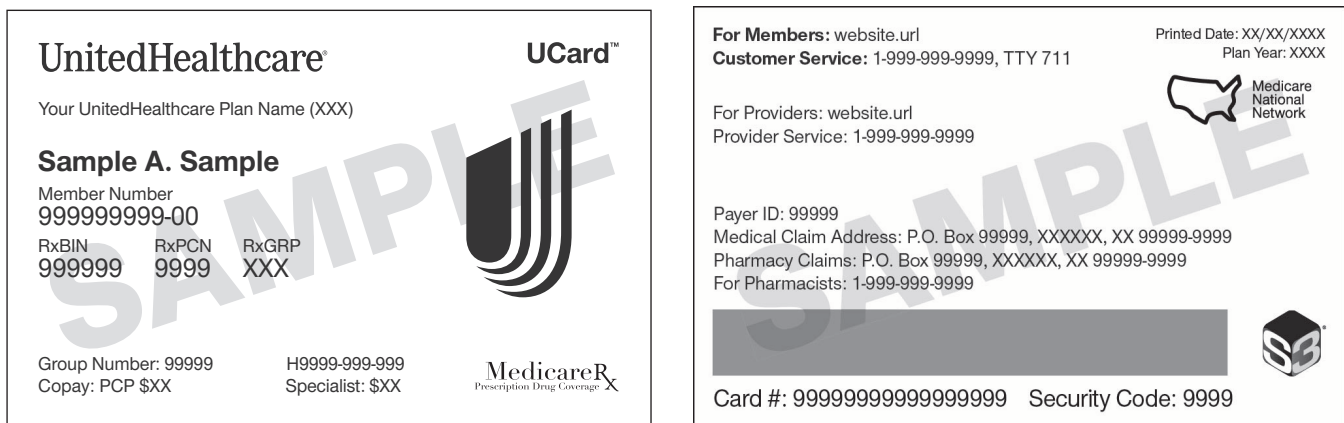 UnitedHealthcare®
UCard™
Your UnitedHealthcare Plan Name (XXX)
Sample A. Sample
Member Number
999999999-00
RxBIN RxPCN RxGRP
999999 9999 XXX
Group Number: 99999 H9999-999-999
Copay: PCP $XX Specialist: $XX
MedicareRx
Prescription Drug Coverage
SAMPLE
For Members: website.url
Customer Service: 1-999-999-9999, TTY 711
Printed Date: XX/XX/XXXX
Plan Year: XXXX
Medicare
National
Network
For Providers: website.url
Provider Service: 1-999-999-9999
Payer ID: 99999
Medical Claim Address: P.O. Box 99999, XXXXXX, XX 99999-9999
Pharmacy Claims: P.O. Box 99999, XXXXXX, XX 99999-9999
For Pharmacists: 1-999-999-9999
S3
Card #: 99999999999999999 Security Code: 9999
SAMPLE